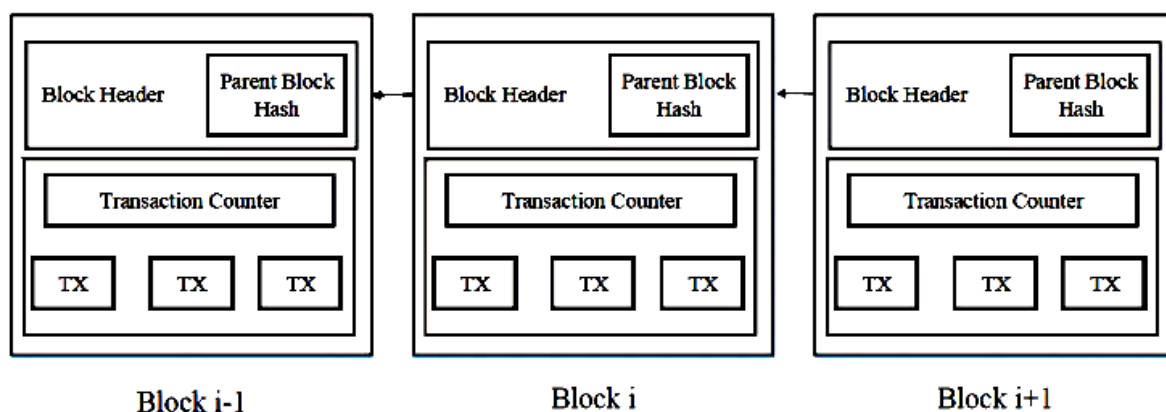 Block Header
Parent Block
Hash
Transaction Counter
TX TX TX
Block i-1
Block Header
Parent Block
Hash
Transaction Counter
TX TX TX
Block i
Block Header
Parent Block
Hash
Transaction Counter
TX TX TX
Block i+1